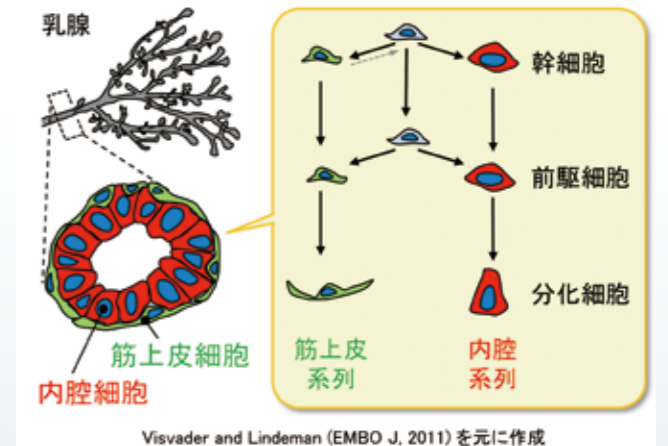 乳腺
幹細胞
前駆細胞
分化細胞
筋上皮細胞
内腔細胞
筋上皮
系列
内腔
系列
Visvader and Lindeman (EMBO J, 2011) を元に作成